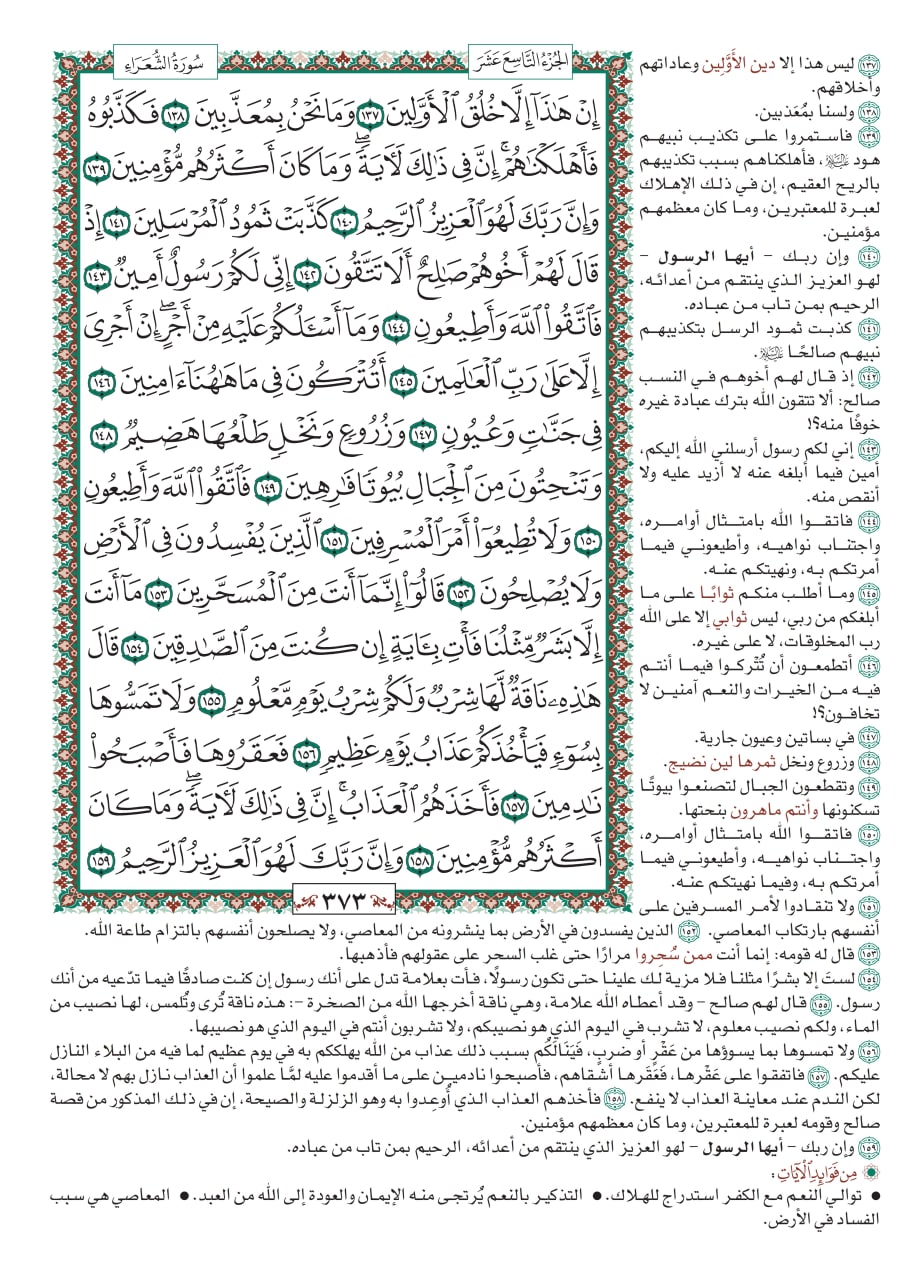 الجُزْءُ التَّاسِعَ عَشَرَ
سُورَةُ الشُّعَرَاءِ
إِنْ هَٰذَآ إِلَّا خُلُقُ ٱلْأَوَّلِينَ ١٣٧ وَمَا نَحْنُ بِمُعَذَّبِينَ ١٣٨ فَكَذَّبُوهُ
فَأَهْلَكْنَٰهُمْ ۚ إِنَّ فِى ذَٰلِكَ لَءَايَةً ۖ وَمَا كَانَ أَكْثَرُهُم مُّؤْمِنِينَ ١٣٩
وَإِنَّ رَبَّكَ لَهُوَ ٱلْعَزِيزُ ٱلرَّحِيمُ ١٤٠ كَذَّبَتْ ثَمُودُ ٱلْمُرْسَلِينَ ١٤١ إِذْ
قَالَ لَهُمْ أَخُوهُمْ صَٰلِحٌ أَلَا تَتَّقُونَ ١٤٢ إِنِّى لَكُمْ رَسُولٌ أَمِينٌ ١٤٣
فَٱتَّقُوا۟ ٱللَّهَ وَأَطِيعُونِ ١٤٤ وَمَآ أَسْـَٔلُكُمْ عَلَيْهِ مِنْ أَجْرٍ ۖ إِنْ أَجْرِىَ
إِلَّا عَلَىٰ رَبِّ ٱلْعَٰلَمِينَ ١٤٥ أَتُتْرَكُونَ فِى مَا هَٰهُنَآ ءَامِنِينَ ١٤٦
فِى جَنَّٰتٍ وَعُيُونٍ ١٤٧ وَزُرُوعٍ وَنَخْلٍ طَلْعُهَا هَضِيمٌ ١٤٨
وَتَنْحِتُونَ مِنَ ٱلْجِبَالِ بُيُوتًا فَٰرِهِينَ ١٤٩ فَٱتَّقُوا۟ ٱللَّهَ وَأَطِيعُونِ
١٥٠ وَلَا تُطِيعُوٓا۟ أَمْرَ ٱلْمُسْرِفِينَ ١٥١ ٱلَّذِينَ يُفْسِدُونَ فِى ٱلْأَرْضِ
وَلَا يُصْلِحُونَ ١٥٢ قَالُوٓا۟ إِنَّمَآ أَنتَ مِنَ ٱلْمُسَحَّرِينَ ١٥٣ مَآ أَنتَ
إِلَّا بَشَرٌ مِّثْلُنَا فَأْتِ بِـَٔايَةٍ إِن كُنتَ مِنَ ٱلصَّٰدِقِينَ ١٥٤ قَالَ
هَٰذِهِۦ نَاقَةٌ لَّهَا شِرْبٌ وَلَكُمْ شِرْبُ يَوْمٍ مَّعْلُومٍ ١٥٥ وَلَا تَمَسُّوهَا
بِسُوٓءٍ فَيَأْخُذَكُمْ عَذَابُ يَوْمٍ عَظِيمٍ ١٥٦ فَعَقَرُوهَا فَأَصْبَحُوا۟
نَٰدِمِينَ ١٥٧ فَأَخَذَهُمُ ٱلْعَذَابُ ۗ إِنَّ فِى ذَٰلِكَ لَءَايَةً ۖ وَمَا كَانَ
أَكْثَرُهُم مُّؤْمِنِينَ ١٥٨ وَإِنَّ رَبَّكَ لَهُوَ ٱلْعَزِيزُ ٱلرَّحِيمُ ١٥٩
٣٧٣
١٣٧ ليس هذا إلا دين الأَوَّلين وعاداتهم
وأخلاقهم.
١٣٨ ولسنا بمُعَذبين.
١٣٩ فاستمروا على تكذيب نبيهم
هود عليه السلام، فأهلكناهم بسبب تكذيبهم
بالريح العقيم، إن في ذلك الإهلاك
لعبرة للمعتبرين، وما كان معظمهم
مؤمنين.
١٤٠ وإن ربك – أيها الرسول –
لهو العزيز الذي ينتقم من أعدائه،
الرحيم بمن تاب من عباده.
١٤١ كذبت ثمود الرسل بتكذيبهم
نبيهم صالحًا عليه السلام.
١٤٢ إذ قال لهم أخوهم في النسب
صالح: ألا تتقون الله بترك عبادة غيره
خوفًا منه؟!
١٤٣ إني لكم رسول أرسلني الله إليكم،
أمين فيما أبلغه عنه لا أزيد عليه ولا
أنقص منه.
١٤٤ فاتقوا الله بامتثال أوامره،
واجتناب نواهيه، وأطيعوني فيما
أمرتكم به، ونهيتكم عنه.
١٤٥ وما أطلب منكم ثوابًا على ما
أبلغكم من ربي، ليس ثوابي إلا على الله
رب المخلوقات، لا على غيره.
١٤٦ أتطمعون أن تُتْركوا فيما أنتم
فيه من الخيرات والنعم آمنين لا
تخافون؟!
١٤٧ في بساتين وعيون جارية.
١٤٨ وزروع ونخل ثمرها لين نضيج.
١٤٩ وتقطعون الجبال لتصنعوا بيوتًا
تسكنونها وأنتم ماهرون بنحتها.
١٥٠ فاتقوا الله بامتثال أوامره،
واجتناب نواهيه، وأطيعوني فيما
أمرتكم به، وفيما نهيتكم عنه.
١٥١ ولا تنقادوا لأمر المسرفين على
أنفسهم بارتكاب المعاصي. ١٥٢ الذين يفسدون في الأرض بما ينشرونه من المعاصي، ولا يصلحون أنفسهم بالتزام طاعة الله.
١٥٣ قال له قومه: إنما أنت ممن سُحِروا مرارًا حتى غلب السحر على عقولهم فأذهبها.
١٥٤ لستَ إلا بشرًا مثلنا فلا مزية لك علينا حتى تكون رسولًا، فأت بعلامة تدل على أنك رسول إن كنت صادقًا فيما تدّعيه من أنك
رسول. ١٥٥ قال لهم صالح – وقد أعطاه الله علامة، وهي ناقة أخرجها الله من الصخرة –: هذه ناقة تُرى وتُلمس، لها نصيب من
الماء، ولكم نصيب معلوم، لا تشرب في اليوم الذي هو نصيبكم، ولا تشربون أنتم في اليوم الذي هو نصيبها.
١٥٦ ولا تمسوها بما يسوؤها من عَقْرٍ أو ضربٍ، فَيَنَالَكُم بسبب ذلك عذاب من الله يهلككم به في يوم عظيم لما فيه من البلاء النازل
عليكم. ١٥٧ فاتفقوا على عَقْرها، فَعَقَرها أشقاهم، فأصبحوا نادمين على ما أقدموا عليه لمَّا علموا أن العذاب نازل بهم لا محالة،
لكن الندم عند معاينة العذاب لا ينفع. ١٥٨ فأخذهم العذاب الذي أُوعِدوا به وهو الزلزلة والصيحة، إن في ذلك المذكور من قصة
صالح وقومه لعبرة للمعتبرين، وما كان معظمهم مؤمنين.
١٥٩ وإن ربك – أيها الرسول – لهو العزيز الذي ينتقم من أعدائه، الرحيم بمن تاب من عباده.
مِن فَوَائِدِ الْآيَاتِ :
• توالي النعم مع الكفر استدراج للهلاك. • التذكير بالنعم يُرتجى منه الإيمان والعودة إلى الله من العبد. • المعاصي هي سبب
الفساد في الأرض.